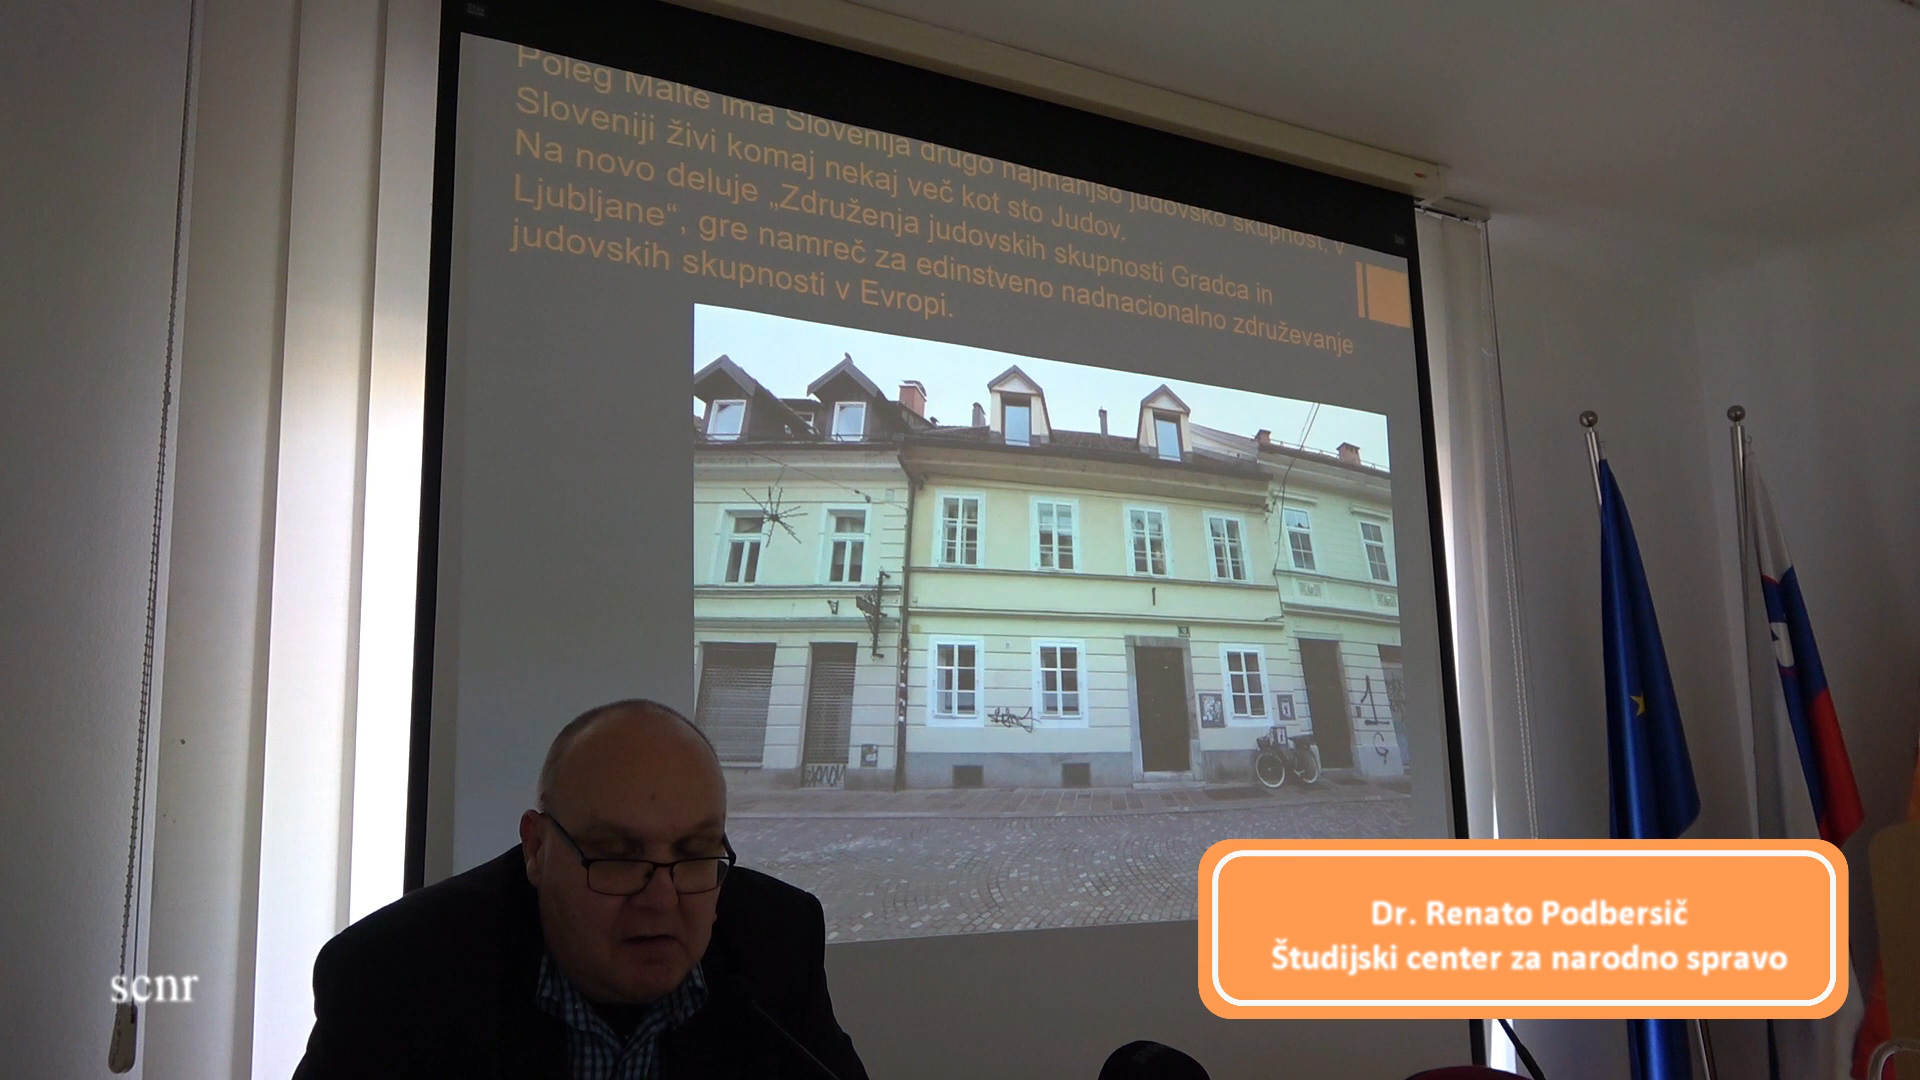 Poleg Malte ima Slovenija drugo najmanjšo judovsko skupnost, v
Sloveniji živi komaj nekaj več kot sto Judov.
Na novo deluje „Združenja judovskih skupnosti Gradca in
Ljubljane“, gre namreč za edinstveno nadnacionalno združevanje
judovskih skupnosti v Evropi.
Dr. Renato Podbersič
Študijski center za narodno spravo
scnr